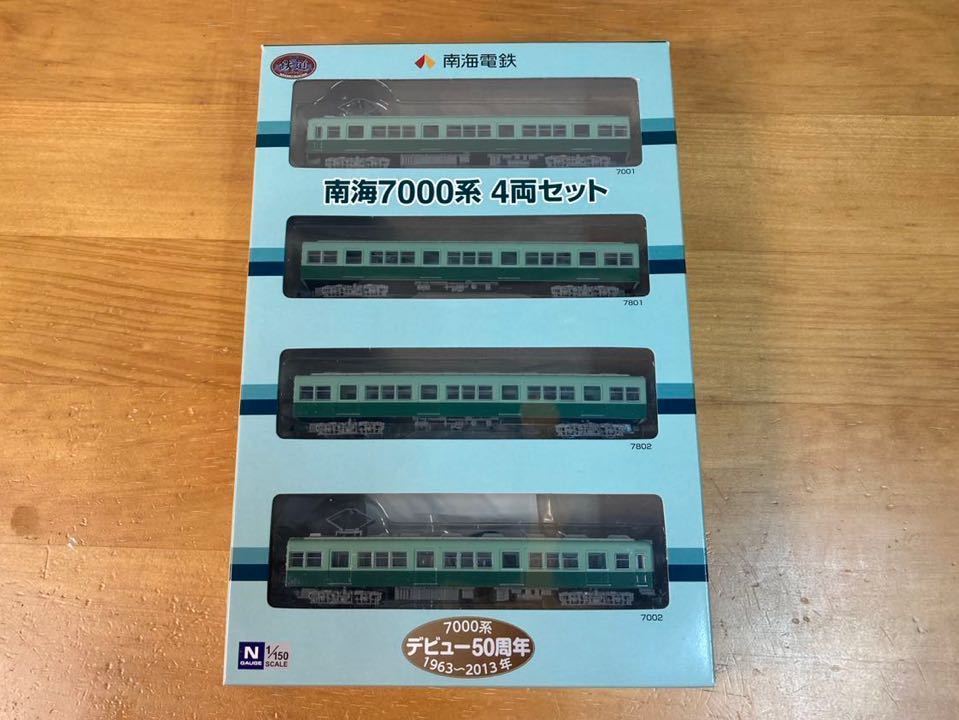 鉄道
南海電鉄
7001
南海7000系 4両セット
7801
7802
7002
7000系
デビュー50周年
1963〜2013年
N
GAUGE
1/150
SCALE